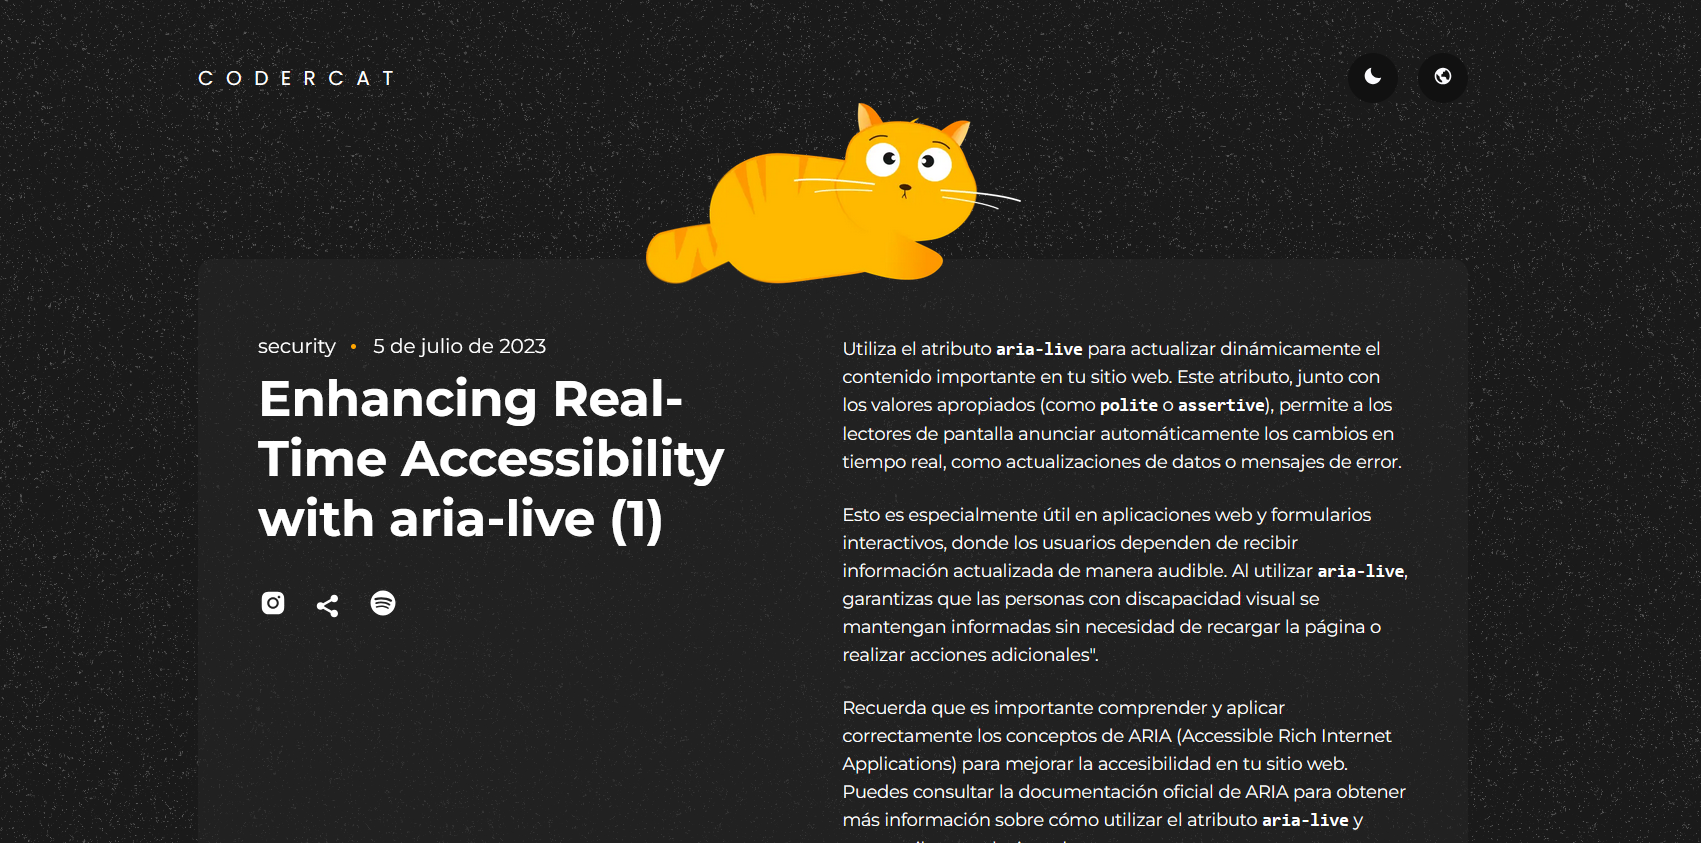 CODERCAT
security • 5 de julio de 2023
Enhancing Real-
Time Accessibility
with aria-live (1)
Utiliza el atributo aria-live para actualizar dinámicamente el
contenido importante en tu sitio web. Este atributo, junto con
los valores apropiados (como polite o assertive), permite a los
lectores de pantalla anunciar automáticamente los cambios en
tiempo real, como actualizaciones de datos o mensajes de error.
Esto es especialmente útil en aplicaciones web y formularios
interactivos, donde los usuarios dependen de recibir
información actualizada de manera audible. Al utilizar aria-live,
garantizas que las personas con discapacidad visual se
mantengan informadas sin necesidad de recargar la página o
realizar acciones adicionales".
Recuerda que es importante comprender y aplicar
correctamente los conceptos de ARIA (Accessible Rich Internet
Applications) para mejorar la accesibilidad en tu sitio web.
Puedes consultar la documentación oficial de ARIA para obtener
más información sobre cómo utilizar el atributo aria-live y